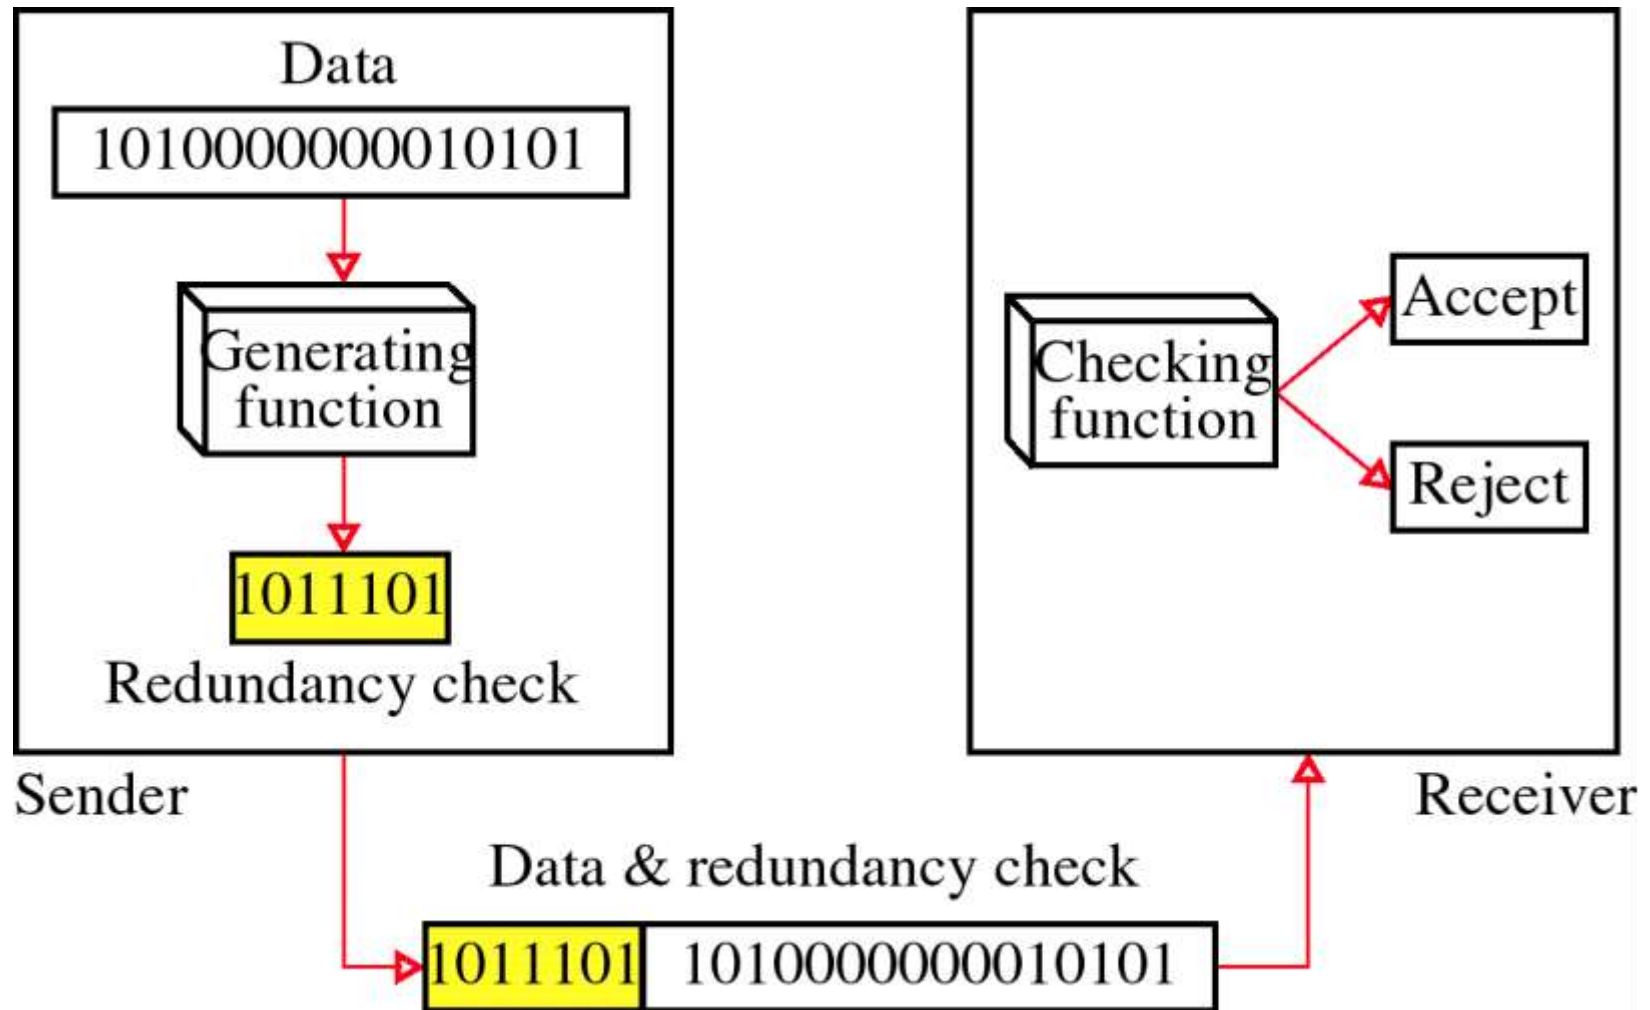 Data
1010000000010101
Generating
function
1011101
Redundancy check
Sender
Checking
function
Accept
Reject
Receiver
Data & redundancy check
1011101 1010000000010101